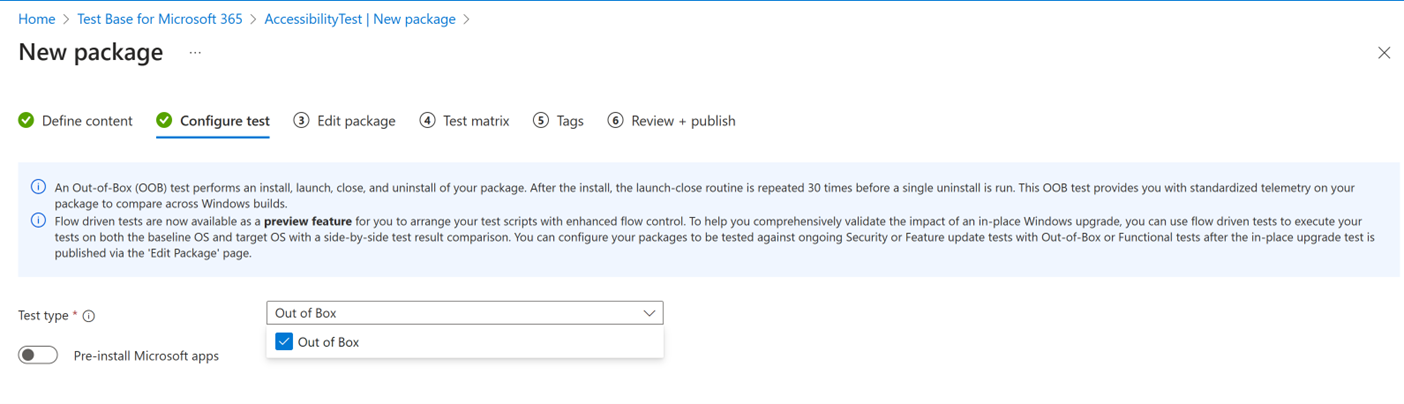 Home > Test Base for Microsoft 365 > AccessibilityTest | New package >
New package ...
Define content Configure test 3 Edit package 4 Test matrix 5 Tags 6 Review + publish
An Out-of-Box (OOB) test performs an install, launch, close, and uninstall of your package. After the install, the launch-close routine is repeated 30 times before a single uninstall is run. This OOB test provides you with standardized telemetry on your
package to compare across Windows builds.
Flow driven tests are now available as a preview feature for you to arrange your test scripts with enhanced flow control. To help you comprehensively validate the impact of an in-place Windows upgrade, you can use flow driven tests to execute your
tests on both the baseline OS and target OS with a side-by-side test result comparison. You can configure your packages to be tested against ongoing Security or Feature update tests with Out-of-Box or Functional tests after the in-place upgrade test is
published via the 'Edit Package' page.
Test type * Out of Box
Out of Box
Pre-install Microsoft apps